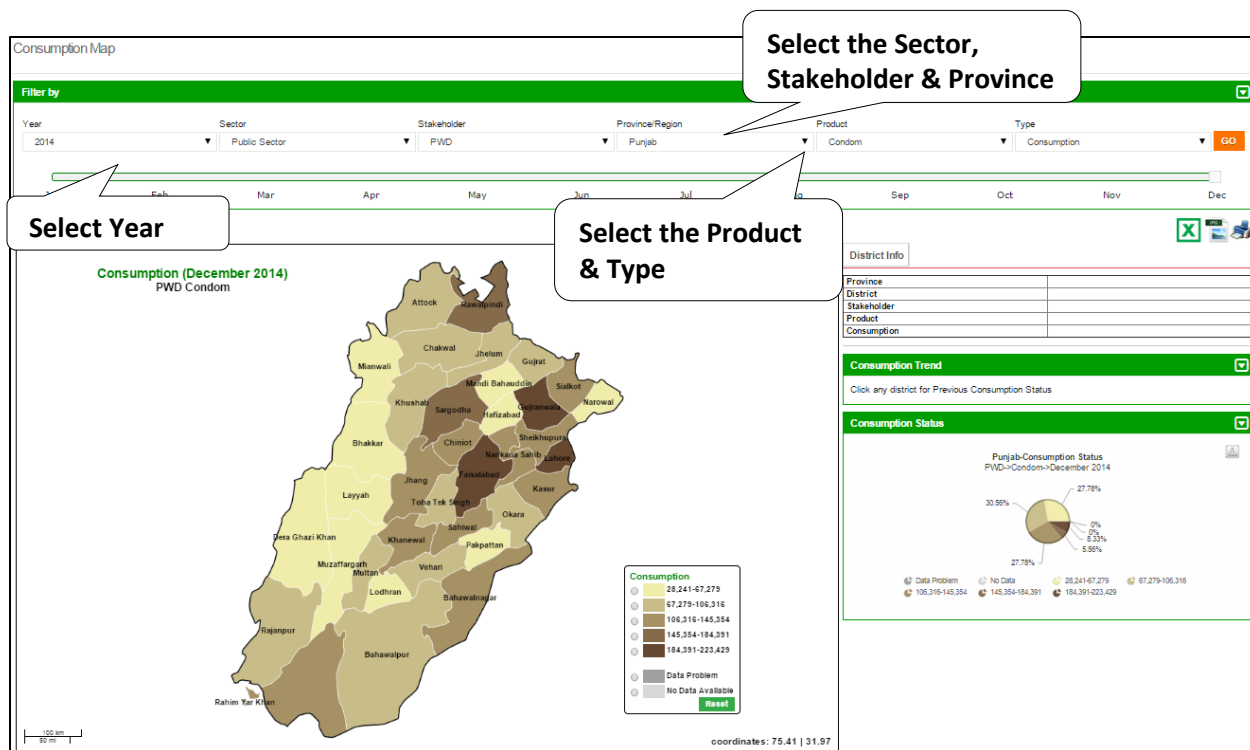 Consumption Map
Select the Sector,
Stakeholder & Province
Filter by
Year
Sector
Stakeholder
Province/Region
Product
Type
2014
Public Sector
PWD
Punjab
Condom
Consumption
GO
Feb
Mar
Apr
May
Jun
Jul
Sep
Oct
Nov
Dec
Select Year
Select the Product
& Type
Consumption (December 2014)
PWD Condom
Attock
Rawalpindi
Chakwal
Jhelum
Gujrat
Mianwali
Mandi Bahauddin
Sialkot
Khushab
Sargodha
Gujranwala
Narowal
Hafizabad
Bhakkar
Chiniot
Sheikhupura
Nankana Sahib
Lahore
Faisalabad
Jhang
Kasur
Layyah
Toba Tek Singh
Okara
Sahiwal
Dera Ghazi Khan
Khanewal
Pakpattan
Muzaffargarh
Multan
Vehari
Lodhran
Bahawalnagar
Rajanpur
Bahawalpur
Rahim Yar Khan
100 km
60 mi
Consumption
28,241-67,279
67,279-106,316
106,316-145,354
145,354-184,391
184,391-223,429
Data Problem
No Data Available
Reset
coordinates: 75.41 | 31.97
District Info
Province
District
Stakeholder
Product
Consumption
Consumption Trend
Click any district for Previous Consumption Status
Consumption Status
Punjab-Consumption Status
PWD->Condom->December 2014
27.78%
30.56%
0%
0%
8.33%
5.56%
27.78%
Data Problem
No Data
28,241-67,279
67,279-106,316
106,316-145,354
145,354-184,391
184,391-223,429